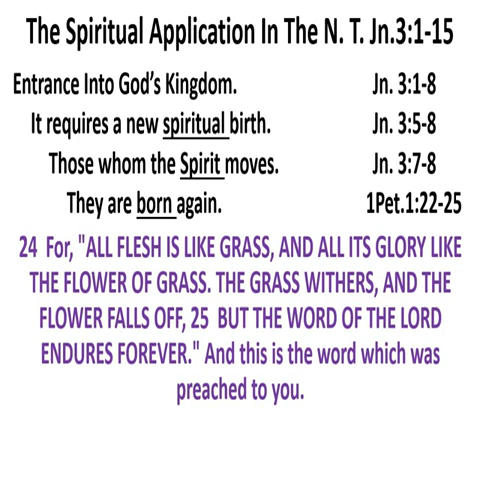 The Spiritual Application In The N. T. Jn.3:1-15
Entrance Into God's Kingdom. Jn. 3:1-8
It requires a new spiritual birth. Jn. 3:5-8
Those whom the Spirit moves. Jn. 3:7-8
They are born again. 1Pet.1:22-25
24 For, "ALL FLESH IS LIKE GRASS, AND ALL ITS GLORY LIKE
THE FLOWER OF GRASS. THE GRASS WITHERS, AND THE
FLOWER FALLS OFF, 25 BUT THE WORD OF THE LORD
ENDURES FOREVER." And this is the word which was
preached to you.